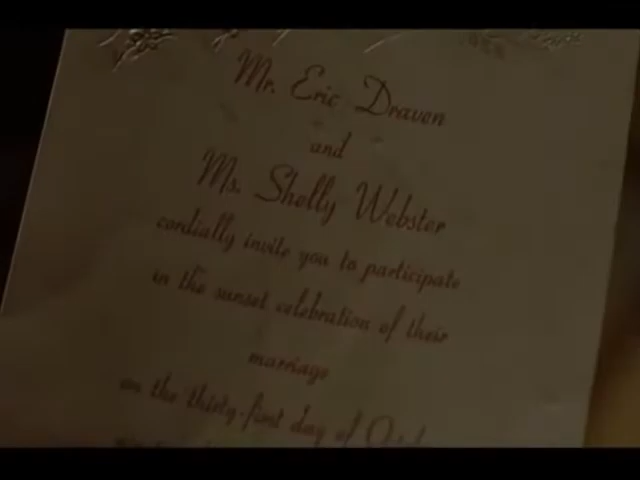 Mr. Eric Draven
and
Ms. Shelly Webster
cordially invite you to participate
in the sunset celebration of their
marriage
on the thirty-first day of